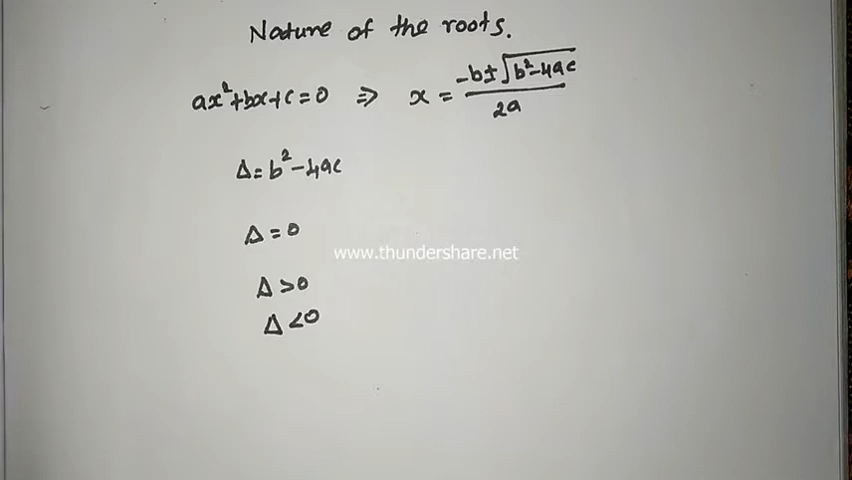 Nature of the roots.
ax²+bx+c=0 ⇒ x = (-b±√(b²-4ac))/2a
Δ=b²-4ac
Δ=0
www.thundershare.net
Δ>0
Δ<0